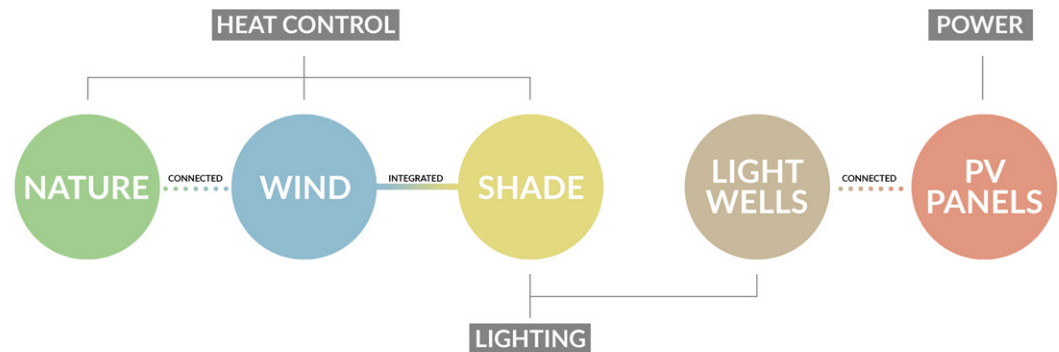 HEAT CONTROL
POWER
NATURE
CONNECTED
WIND
INTEGRATED
SHADE
LIGHT
WELLS
CONNECTED
PV
PANELS
LIGHTING